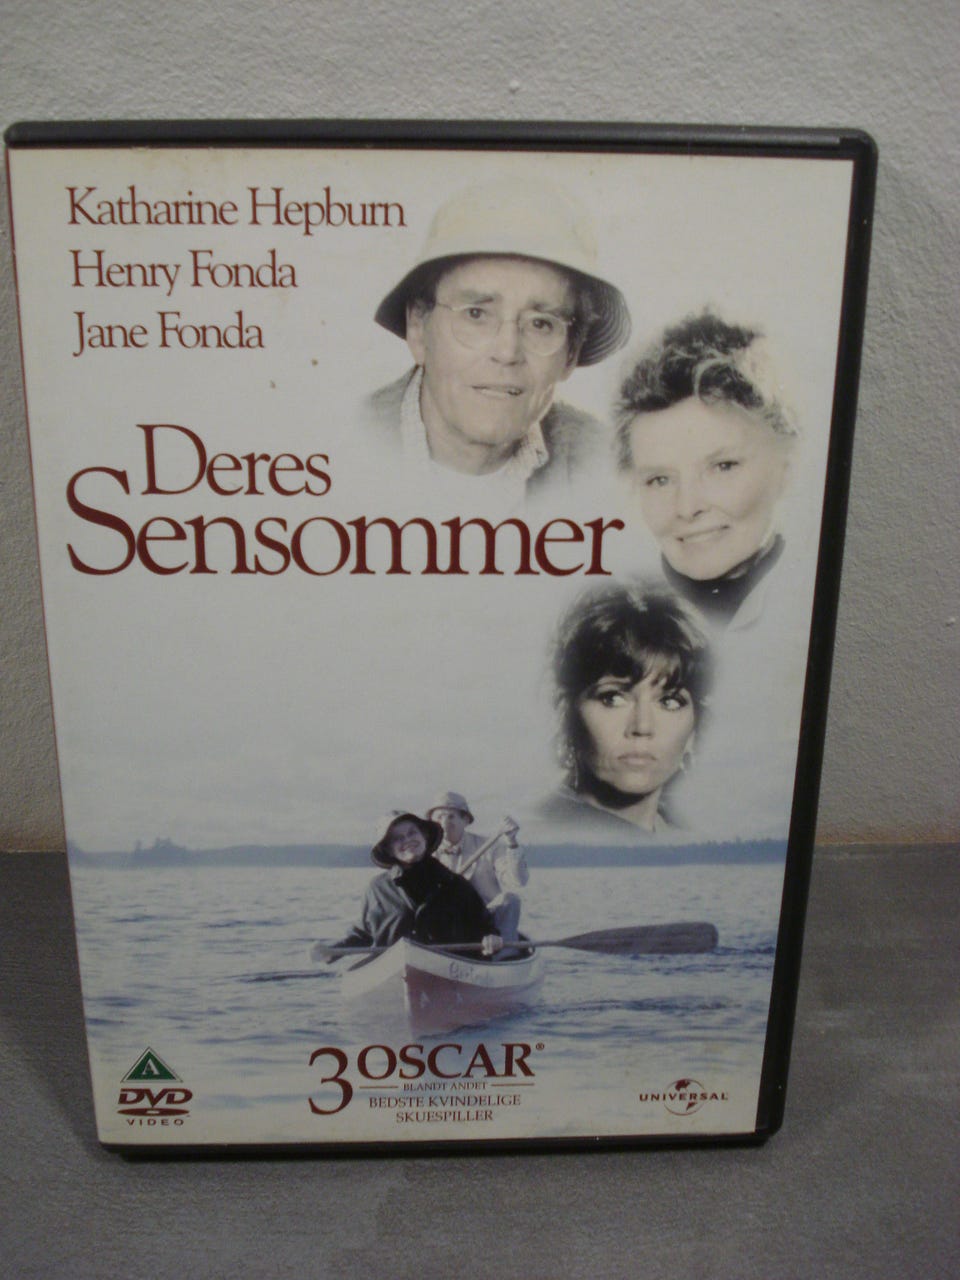 Katharine Hepburn
Henry Fonda
Jane Fonda
Deres
Sensommer
A
DVD
VIDEO
3 OSCAR®
BLANDT ANDET
BEDSTE KVINDELIGE
SKUESPILLER
UNIVERSAL